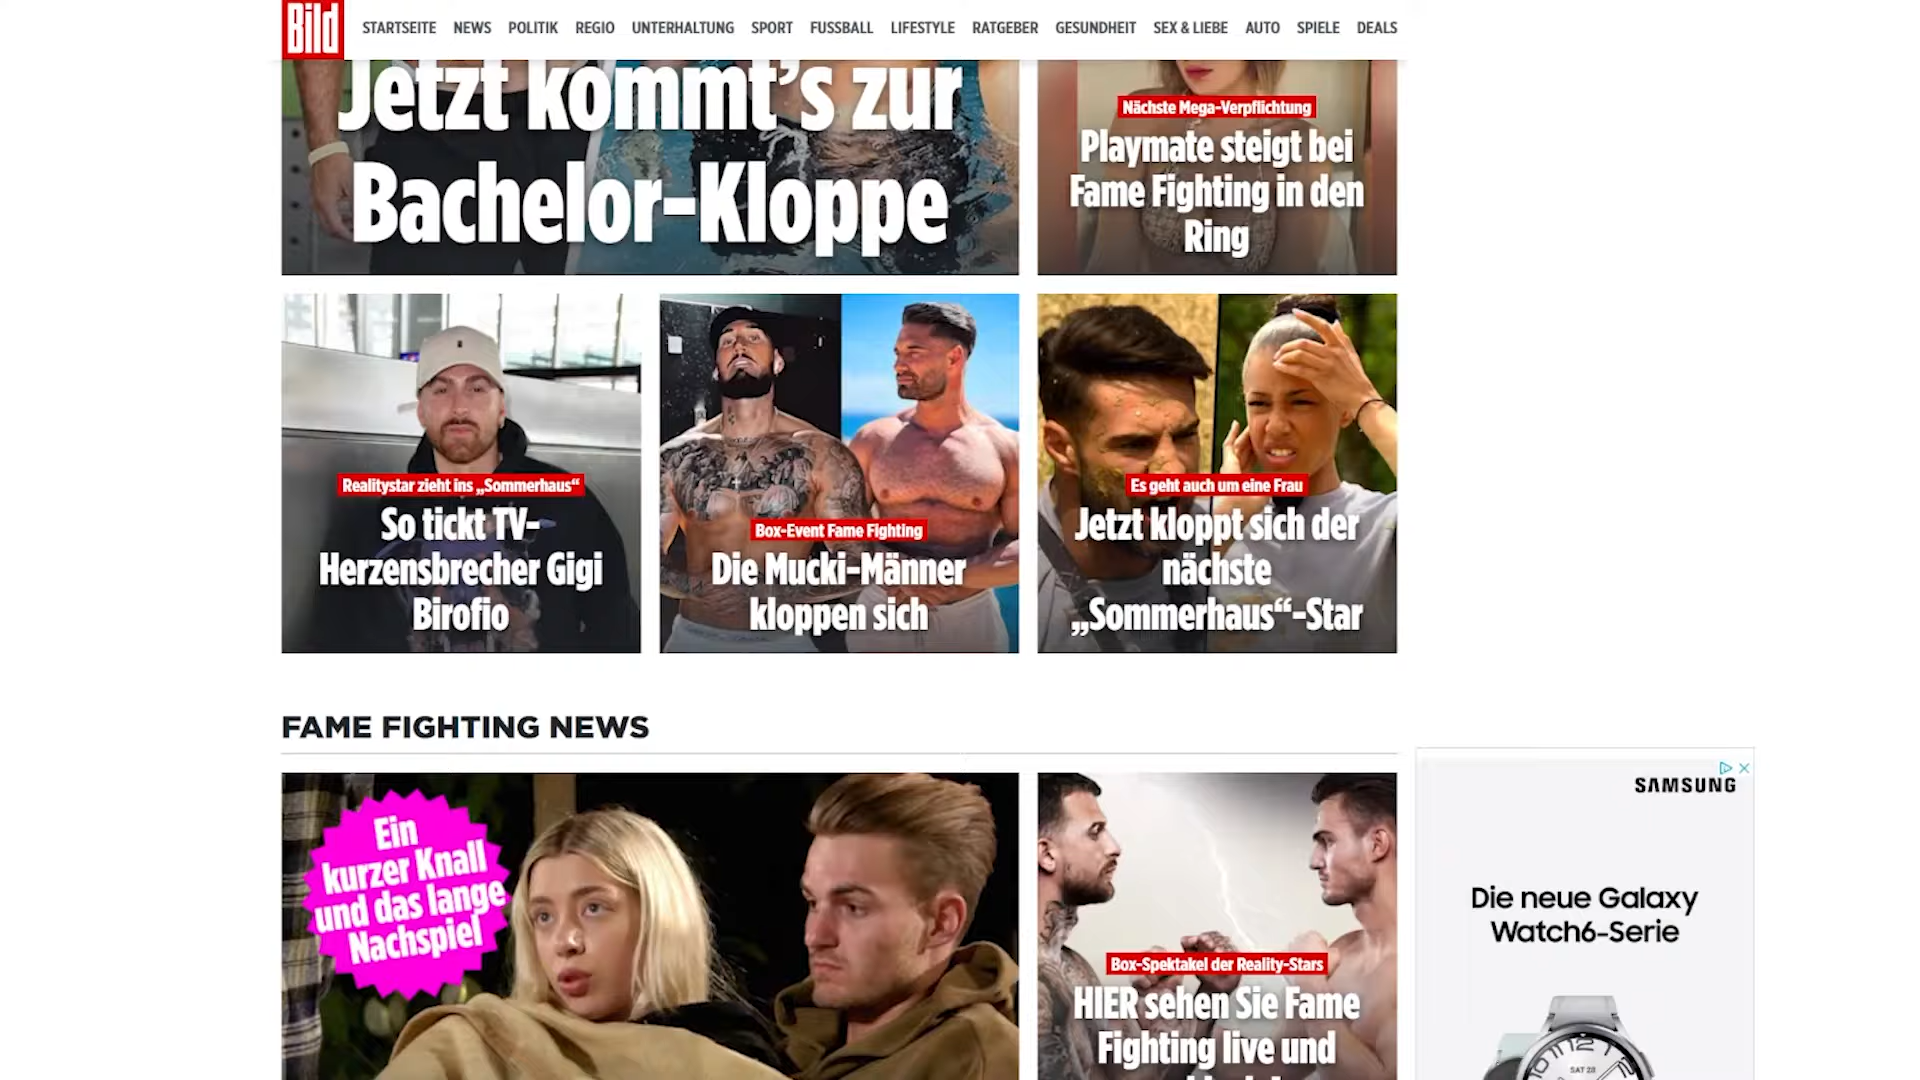 Bild
STARTSEITE NEWS POLITIK REGIO UNTERHALTUNG SPORT FUSSBALL LIFESTYLE RATGEBER GESUNDHEIT SEX & LIEBE AUTO SPIELE DEALS
Jetzt kommt's zur
Bachelor-Kloppe
Nächste Mega-Verpflichtung
Playmate steigt bei
Fame Fighting in den
Ring
Realitystar zieht ins „Sommerhaus“
So tickt TV-
Herzensbrecher Gigi
Birofio
Box-Event Fame Fighting
Die Mucki-Männer
kloppen sich
Es geht auch um eine Frau
Jetzt kloppt sich der
nächste
„Sommerhaus“-Star
FAME FIGHTING NEWS
Ein
kurzer Knall
und das lange
Nachspiel
Box-Spektakel der Reality-Stars
HIER sehen Sie Fame
Fighting live und
SAMSUNG
Die neue Galaxy
Watch6-Serie
12
SAT 28